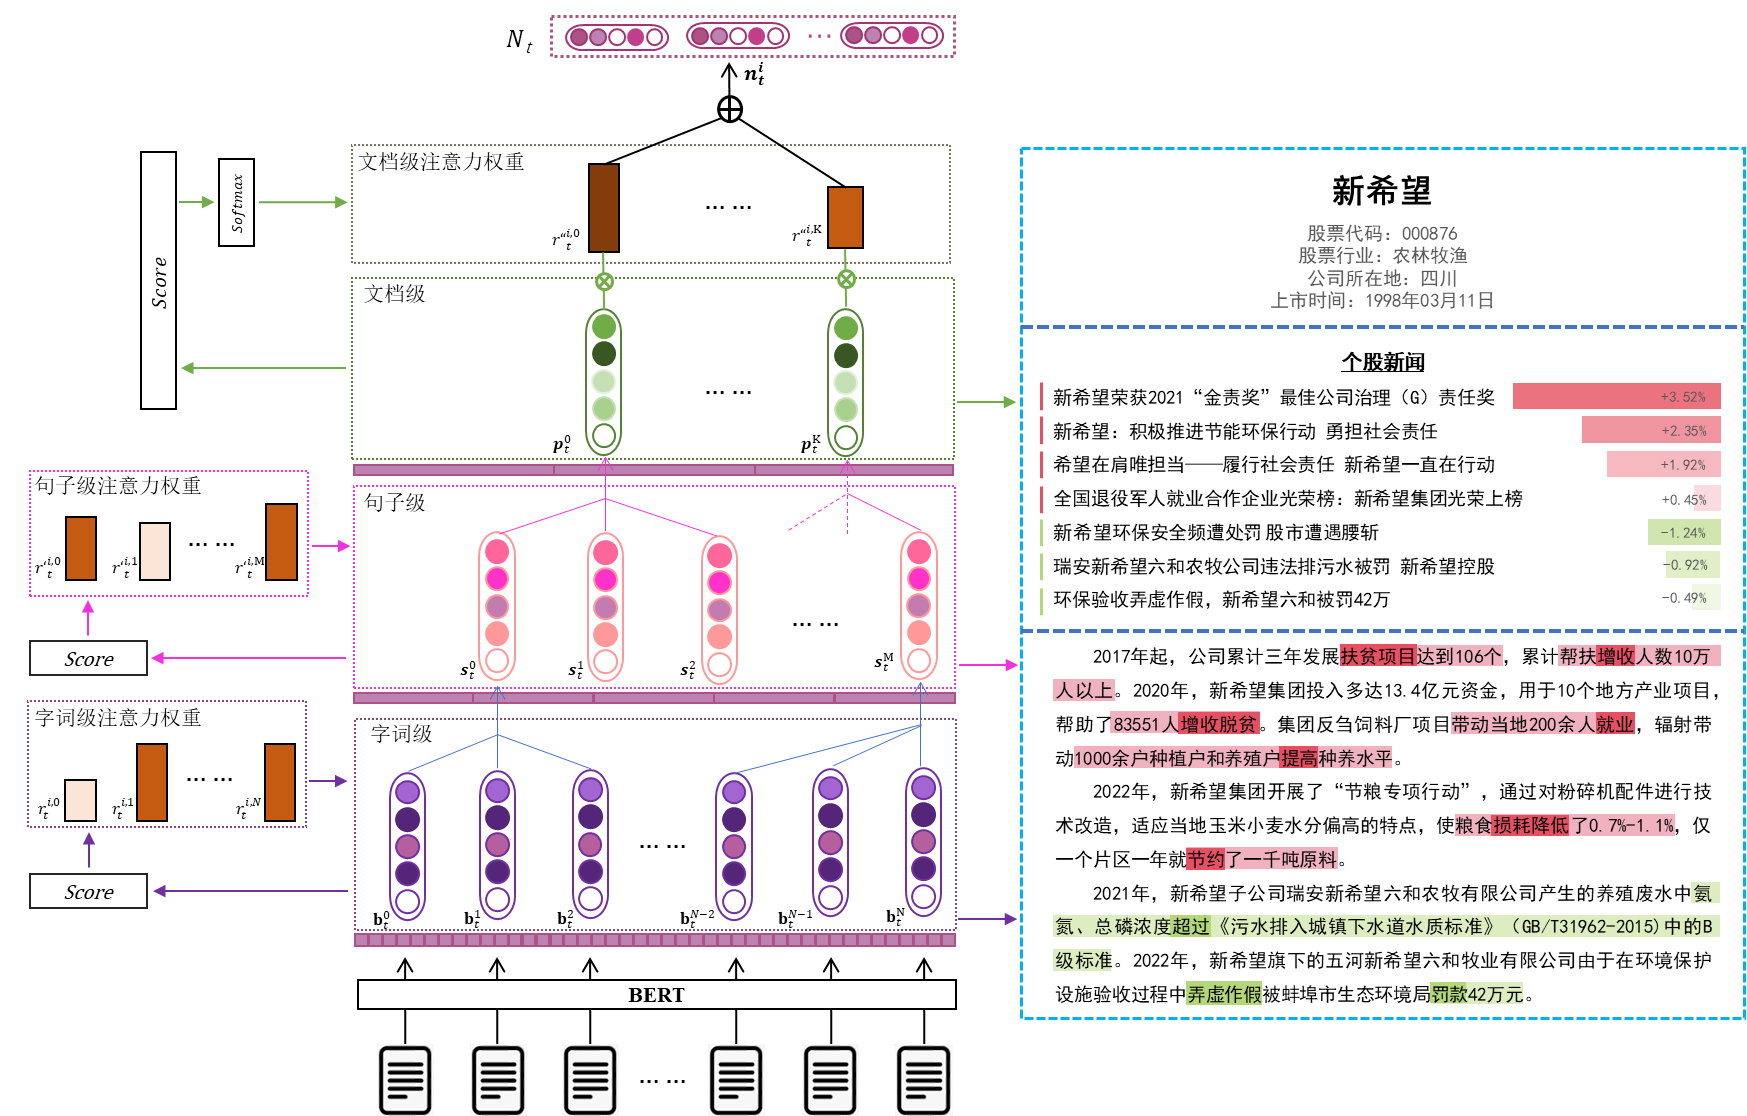 N_t
n_t^i
文档级注意力权重
Softmax
Score
r''_t^{i,0}
... ...
r''_t^{i,K}
文档级
... ...
p_t^0
p_t^K
句子级注意力权重
r'_t^{i,0}
r'_t^{i,1}
... ...
r'_t^{i,M}
Score
句子级
... ...
s_t^0
s_t^1
s_t^2
s_t^M
字词级注意力权重
r_t^{i,0}
r_t^{i,1}
... ...
r_t^{i,N}
Score
字词级
... ...
b_t^0
b_t^1
b_t^2
b_t^{N-2}
b_t^{N-1}
b_t^N
BERT
... ...
新希望
股票代码：000876
股票行业：农林牧渔
公司所在地：四川
上市时间：1998年03月11日
个股新闻
新希望荣获2021“金责奖”最佳公司治理（G）责任奖 +3.52%
新希望：积极推进节能环保行动 勇担社会责任 +2.35%
希望在肩唯担当——履行社会责任 新希望一直在行动 +1.92%
全国退役军人就业合作企业光荣榜：新希望集团光荣上榜 +0.45%
新希望环保安全频遭处罚 股市遭遇腰斩 -1.24%
瑞安新希望六和农牧公司违法排污水被罚 新希望控股 -0.92%
环保验收弄虚作假，新希望六和被罚42万 -0.49%
2017年起，公司累计三年发展扶贫项目达到106个，累计帮扶增收人数10万
人以上。2020年，新希望集团投入多达13.4亿元资金，用于10个地方产业项目，
帮助了83551人增收脱贫。集团反刍饲料厂项目带动当地200余人就业，辐射带
动1000余户种植户和养殖户提高种养水平。
2022年，新希望集团开展了“节粮专项行动”，通过对粉碎机配件进行技
术改造，适应当地玉米小麦水分偏高的特点，使粮食损耗降低了0.7%-1.1%，仅
一个片区一年就节约了一千吨原料。
2021年，新希望子公司瑞安新希望六和农牧有限公司产生的养殖废水中氨
氮、总磷浓度超过《污水排入城镇下水道水质标准》（GB/T31962-2015)中的B
级标准。2022年，新希望旗下的五河新希望六和牧业有限公司由于在环境保护
设施验收过程中弄虚作假被蚌埠市生态环境局罚款42万元。